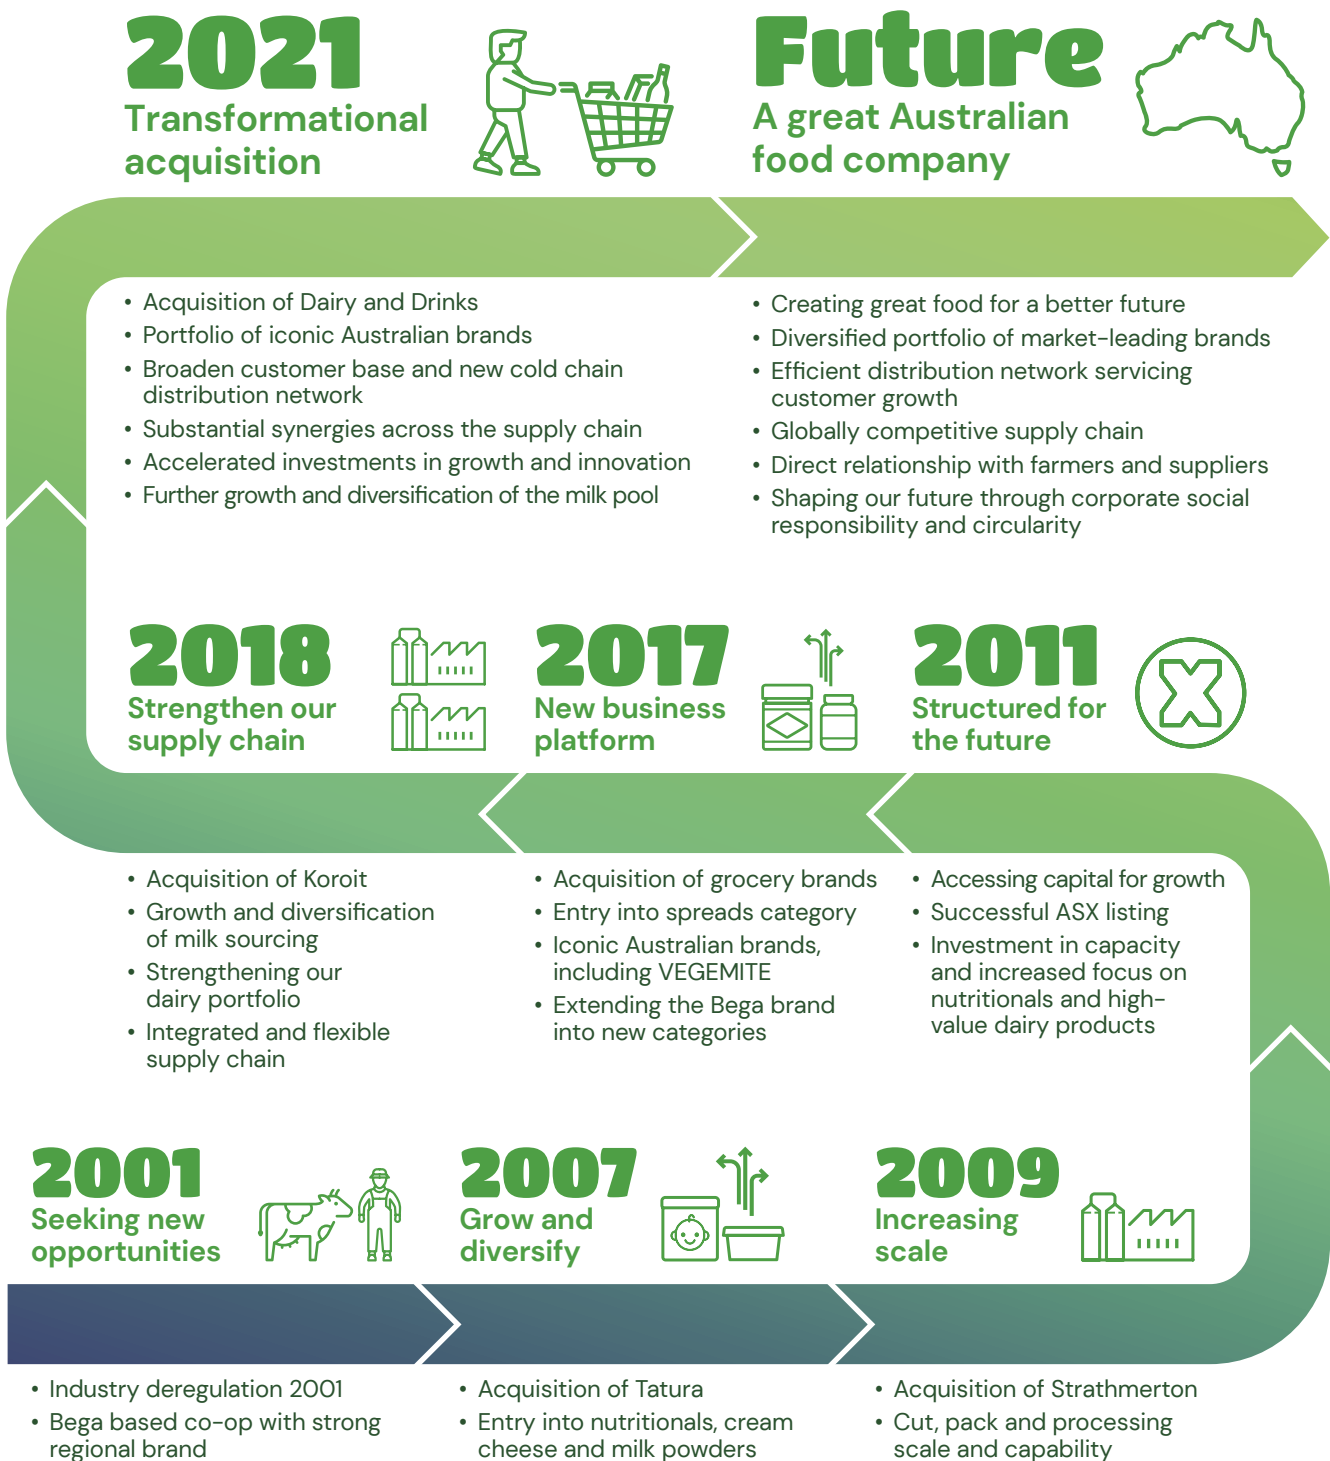 2021
Transformational
acquisition
• Acquisition of Dairy and Drinks
• Portfolio of iconic Australian brands
• Broaden customer base and new cold chain
distribution network
• Substantial synergies across the supply chain
• Accelerated investments in growth and innovation
• Further growth and diversification of the milk pool
Future
A great Australian
food company
• Creating great food for a better future
• Diversified portfolio of market-leading brands
• Efficient distribution network servicing
customer growth
• Globally competitive supply chain
• Direct relationship with farmers and suppliers
• Shaping our future through corporate social
responsibility and circularity
2018
Strengthen our
supply chain
• Acquisition of Koroit
• Growth and diversification
of milk sourcing
• Strengthening our
dairy portfolio
• Integrated and flexible
supply chain
2017
New business
platform
• Acquisition of grocery brands
• Entry into spreads category
• Iconic Australian brands,
including VEGEMITE
• Extending the Bega brand
into new categories
2011
Structured for
the future
• Accessing capital for growth
• Successful ASX listing
• Investment in capacity
and increased focus on
nutritionals and high-
value dairy products
2001
Seeking new
opportunities
• Industry deregulation 2001
• Bega based co-op with strong
regional brand
2007
Grow and
diversify
• Acquisition of Tatura
• Entry into nutritionals, cream
cheese and milk powders
2009
Increasing
scale
• Acquisition of Strathmerton
• Cut, pack and processing
scale and capability